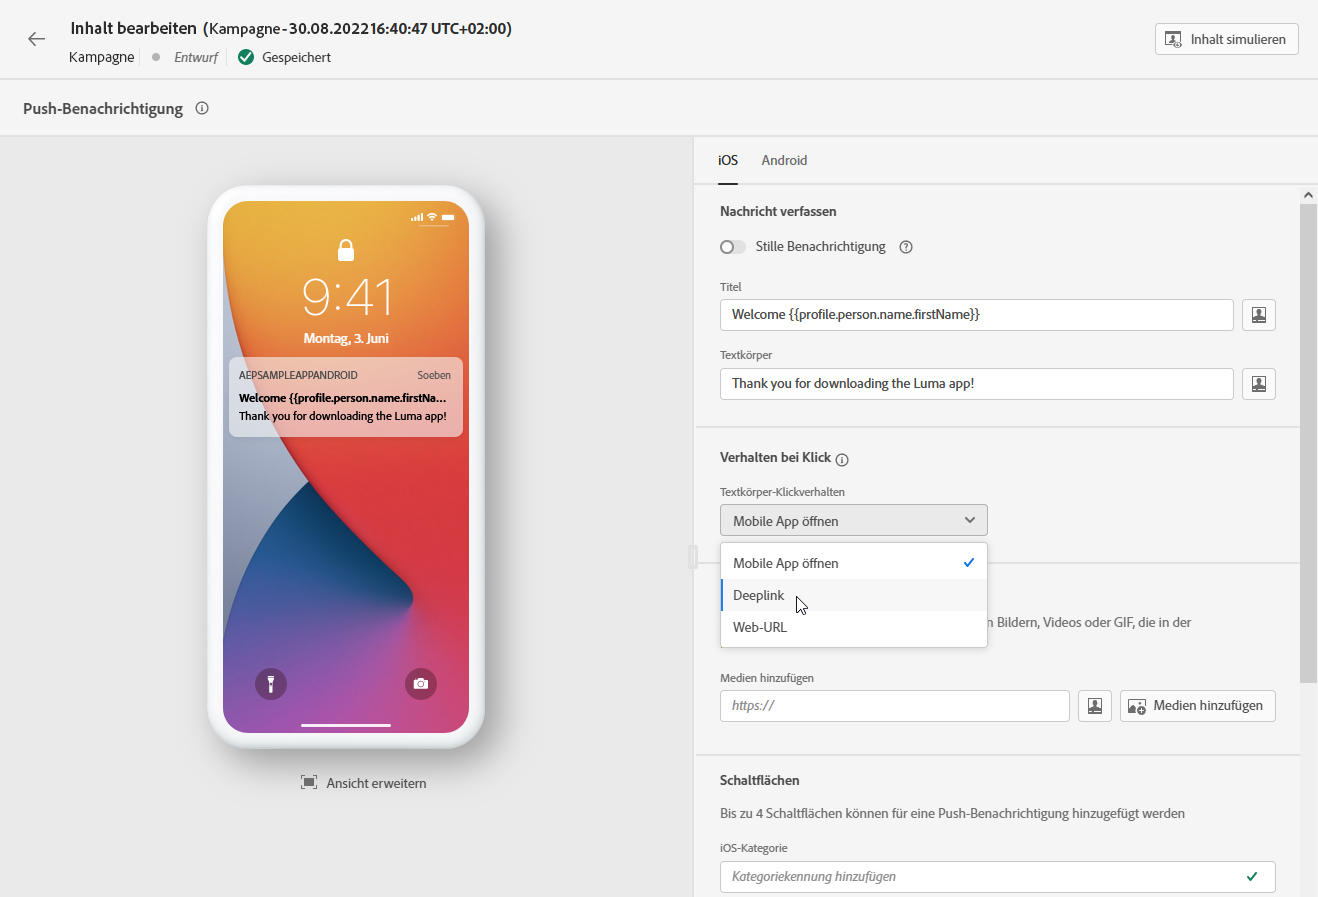 Inhalt bearbeiten (Kampagne - 30.08.202216:40:47 UTC+02:00)
Kampagne Entwurf Gespeichert
Inhalt simulieren
Push-Benachrichtigung
iOS Android
9:41
Montag, 3. Juni
AEPSAMPLEAPPANDROID Soeben
Welcome {{profile.person.name.firstNa...
Thank you for downloading the Luma app!
Ansicht erweitern
Nachricht verfassen
Stille Benachrichtigung
Titel
Welcome {{profile.person.name.firstName}}
Textkörper
Thank you for downloading the Luma app!
Verhalten bei Klick
Textkörper-Klickverhalten
Mobile App öffnen
Mobile App öffnen
Deeplink
Web-URL
n Bildern, Videos oder GIF, die in der
Medien hinzufügen
https://
Medien hinzufügen
Schaltflächen
Bis zu 4 Schaltflächen können für eine Push-Benachrichtigung hinzugefügt werden
iOS-Kategorie
Kategoriekennung hinzufügen